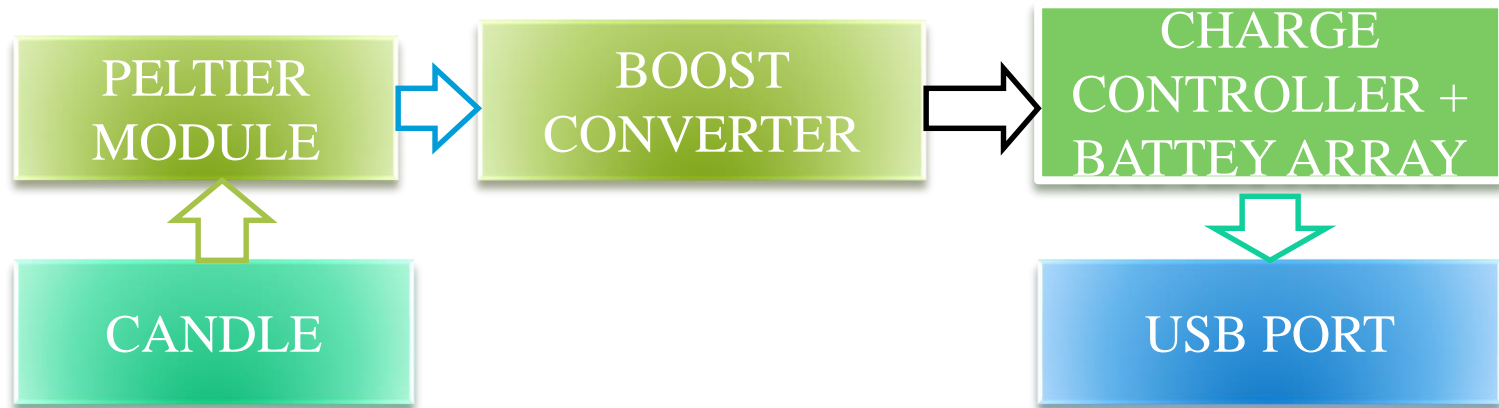 PELTIER
MODULE
BOOST
CONVERTER
CHARGE
CONTROLLER +
BATTEY ARRAY
CANDLE
USB PORT